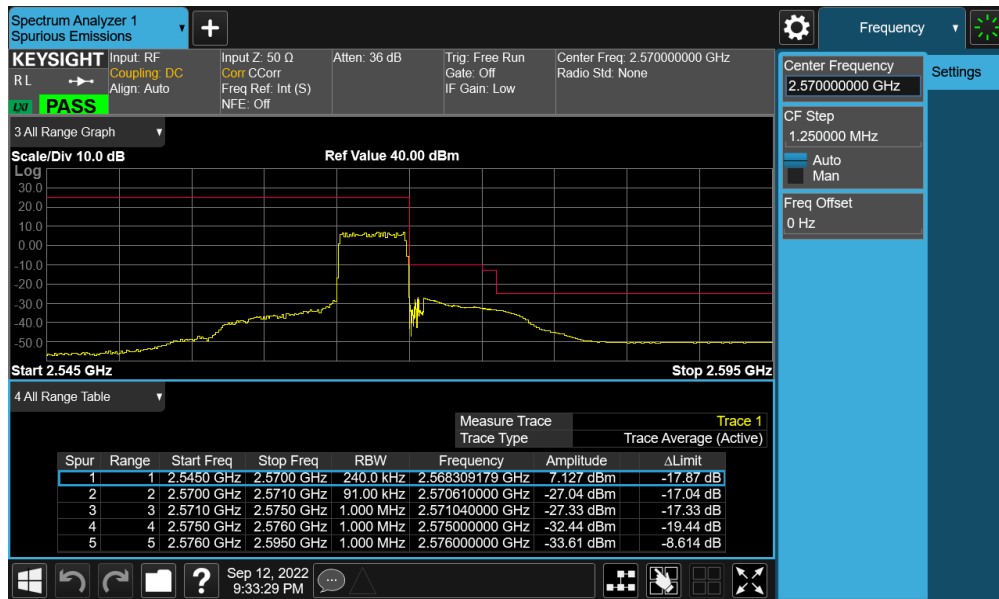 Spectrum Analyzer 1
Spurious Emissions
Frequency
KEYSIGHT
R L
LXI
PASS
Input: RF
Coupling: DC
Align: Auto
Input Z: 50 Ω
Corr CCorr
Freq Ref: Int (S)
NFE: Off
Atten: 36 dB
Trig: Free Run
Gate: Off
IF Gain: Low
Center Freq: 2.570000000 GHz
Radio Std: None
Center Frequency
2.570000000 GHz
Settings
CF Step
1.250000 MHz
Auto
Man
Freq Offset
0 Hz
3 All Range Graph
Scale/Div 10.0 dB Ref Value 40.00 dBm
Log
30.0
20.0
10.0
0.00
-10.0
-20.0
-30.0
-40.0
-50.0
Start 2.545 GHz Stop 2.595 GHz
4 All Range Table
Measure Trace Trace 1
Trace Type Trace Average (Active)
Spur Range Start Freq Stop Freq RBW Frequency Amplitude ΔLimit
1 1 2.5450 GHz 2.5700 GHz 240.0 kHz 2.568309179 GHz 7.127 dBm -17.87 dB
2 2 2.5700 GHz 2.5710 GHz 91.00 kHz 2.570610000 GHz -27.04 dBm -17.04 dB
3 3 2.5710 GHz 2.5750 GHz 1.000 MHz 2.571040000 GHz -27.33 dBm -17.33 dB
4 4 2.5750 GHz 2.5760 GHz 1.000 MHz 2.575000000 GHz -32.44 dBm -19.44 dB
5 5 2.5760 GHz 2.5950 GHz 1.000 MHz 2.576000000 GHz -33.61 dBm -8.614 dB
Sep 12, 2022
9:33:29 PM